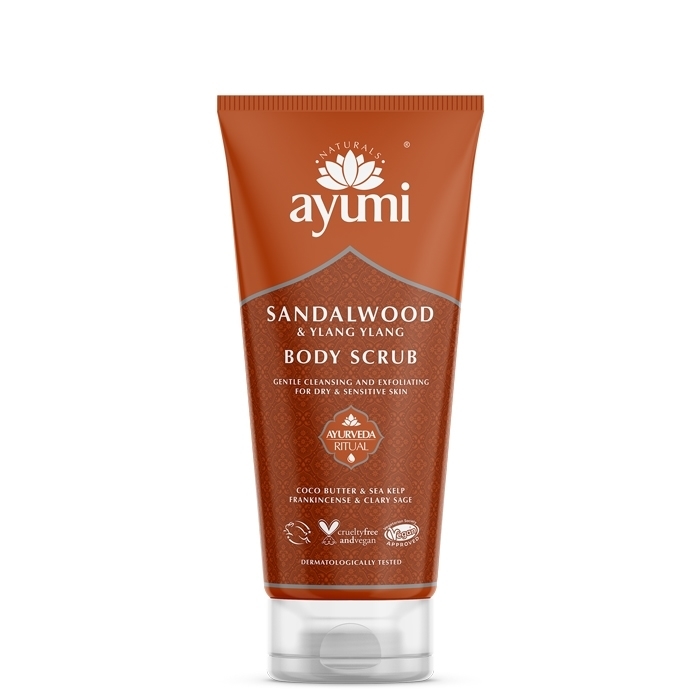 ·NATURALS·
®
ayumi
SANDALWOOD
& YLANG YLANG
BODY SCRUB
GENTLE CLEANSING AND EXFOLIATING
FOR DRY & SENSITIVE SKIN
AYURVEDA
RITUAL
COCO BUTTER & SEA KELP
FRANKINCENSE & CLARY SAGE
crueltyfree
andvegan
Vegan
APPROVED
DERMATOLOGICALLY TESTED